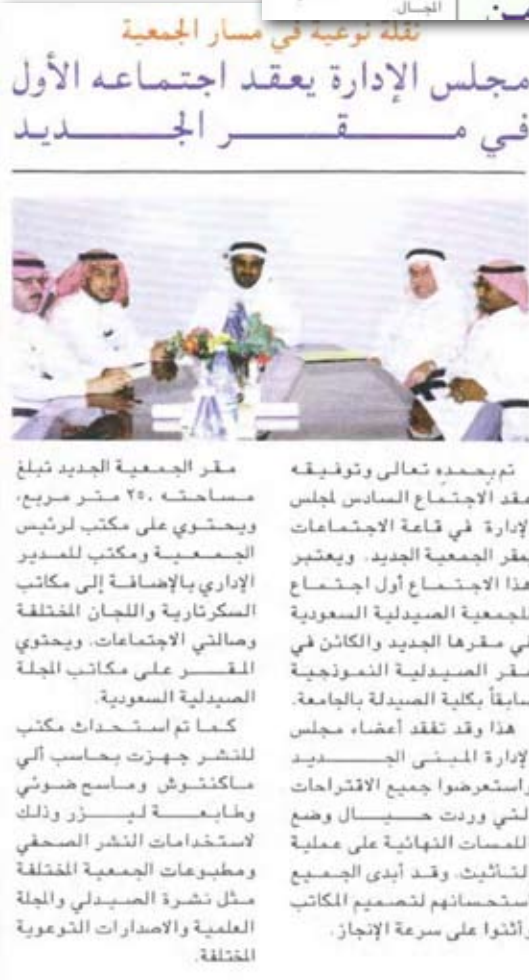 المجال.
من
نقلة نوعية في مسار الجمعية
مجلس الإدارة يعقد اجتماعه الأول
في مقر الجديد
تم بحمده تعالى وتوفيقه
عقد الاجتماع السادس لمجلس
الإدارة في قاعة الاجتماعات
بمقر الجمعية الجديد. ويعتبر
هذا الاجتماع أول اجتماع
للجمعية الصيدلية السعودية
في مقرها الجديد والكائن في
مقر الصيدلية النموذجية
سابقاً بكلية الصيدلة بالجامعة.
هذا وقد تفقد أعضاء مجلس
الإدارة المبنى الجديد
واستعرضوا جميع الاقتراحات
التي وردت حيال وضع
اللمسات النهائية على عملية
التأثيث. وقد أبدى الجميع
استحسانهم لتصميم المكاتب
وأثنوا على سرعة الإنجاز.
مقر الجمعية الجديد تبلغ
مساحته ٢٥٠ متر مربع،
ويحتوي على مكتب لرئيس
الجمعية ومكتب للمدير
الإداري بالإضافة إلى مكاتب
السكرتارية واللجان المختلفة
وصالتي الاجتماعات. ويحتوي
المقر على مكاتب المجلة
الصيدلية السعودية.
كما تم استحداث مكتب
للنشر جهزت بحاسب آلي
ماكنتوش وماسح ضوئي
وطابعة ليزر وذلك
لاستخدامات النشر الصحفي
ومطبوعات الجمعية المختلفة
مثل نشرة الصيدلي والمجلة
العلمية والاصدارات التوعوية
المختلفة.